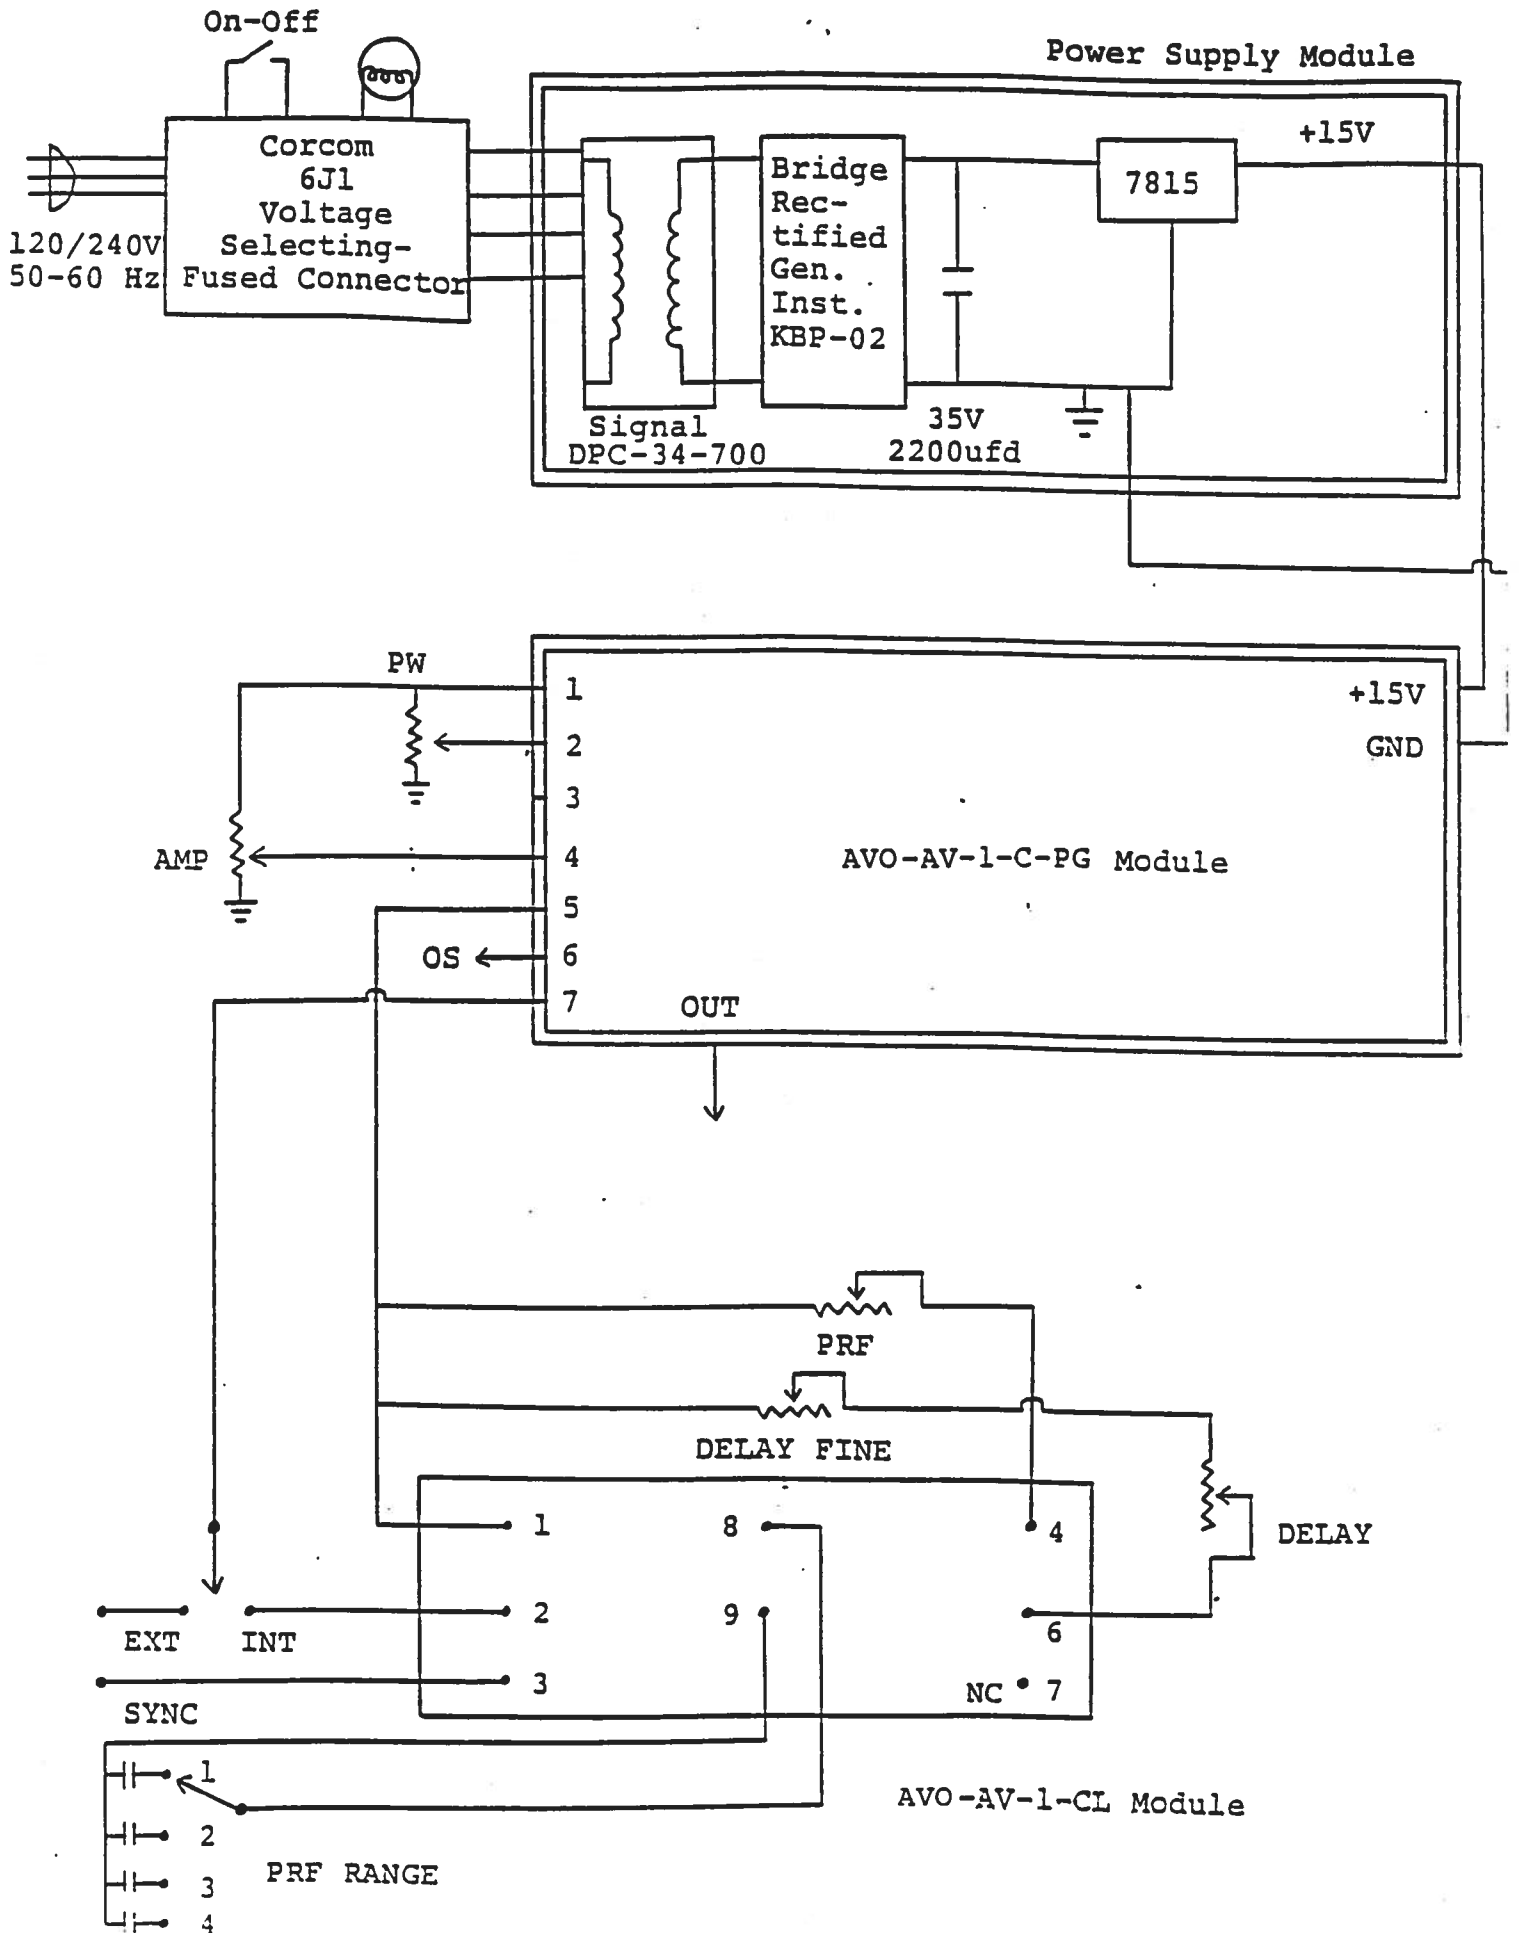 On-Off
Power Supply Module
Corcom
6J1
Voltage
Selecting-
Fused Connector
120/240V
50-60 Hz
Bridge
Rec-
tified
Gen.
Inst.
KBP-02
7815
+15V
Signal
DPC-34-700
35V
2200ufd
PW
1
2
3
4
5
6
7
AMP
OS
OUT
+15V
GND
AVO-AV-1-C-PG Module
PRF
DELAY FINE
DELAY
1
8
4
2
9
6
3
NC
7
EXT
INT
SYNC
1
2
3
4
PRF RANGE
AVO-AV-1-CL Module